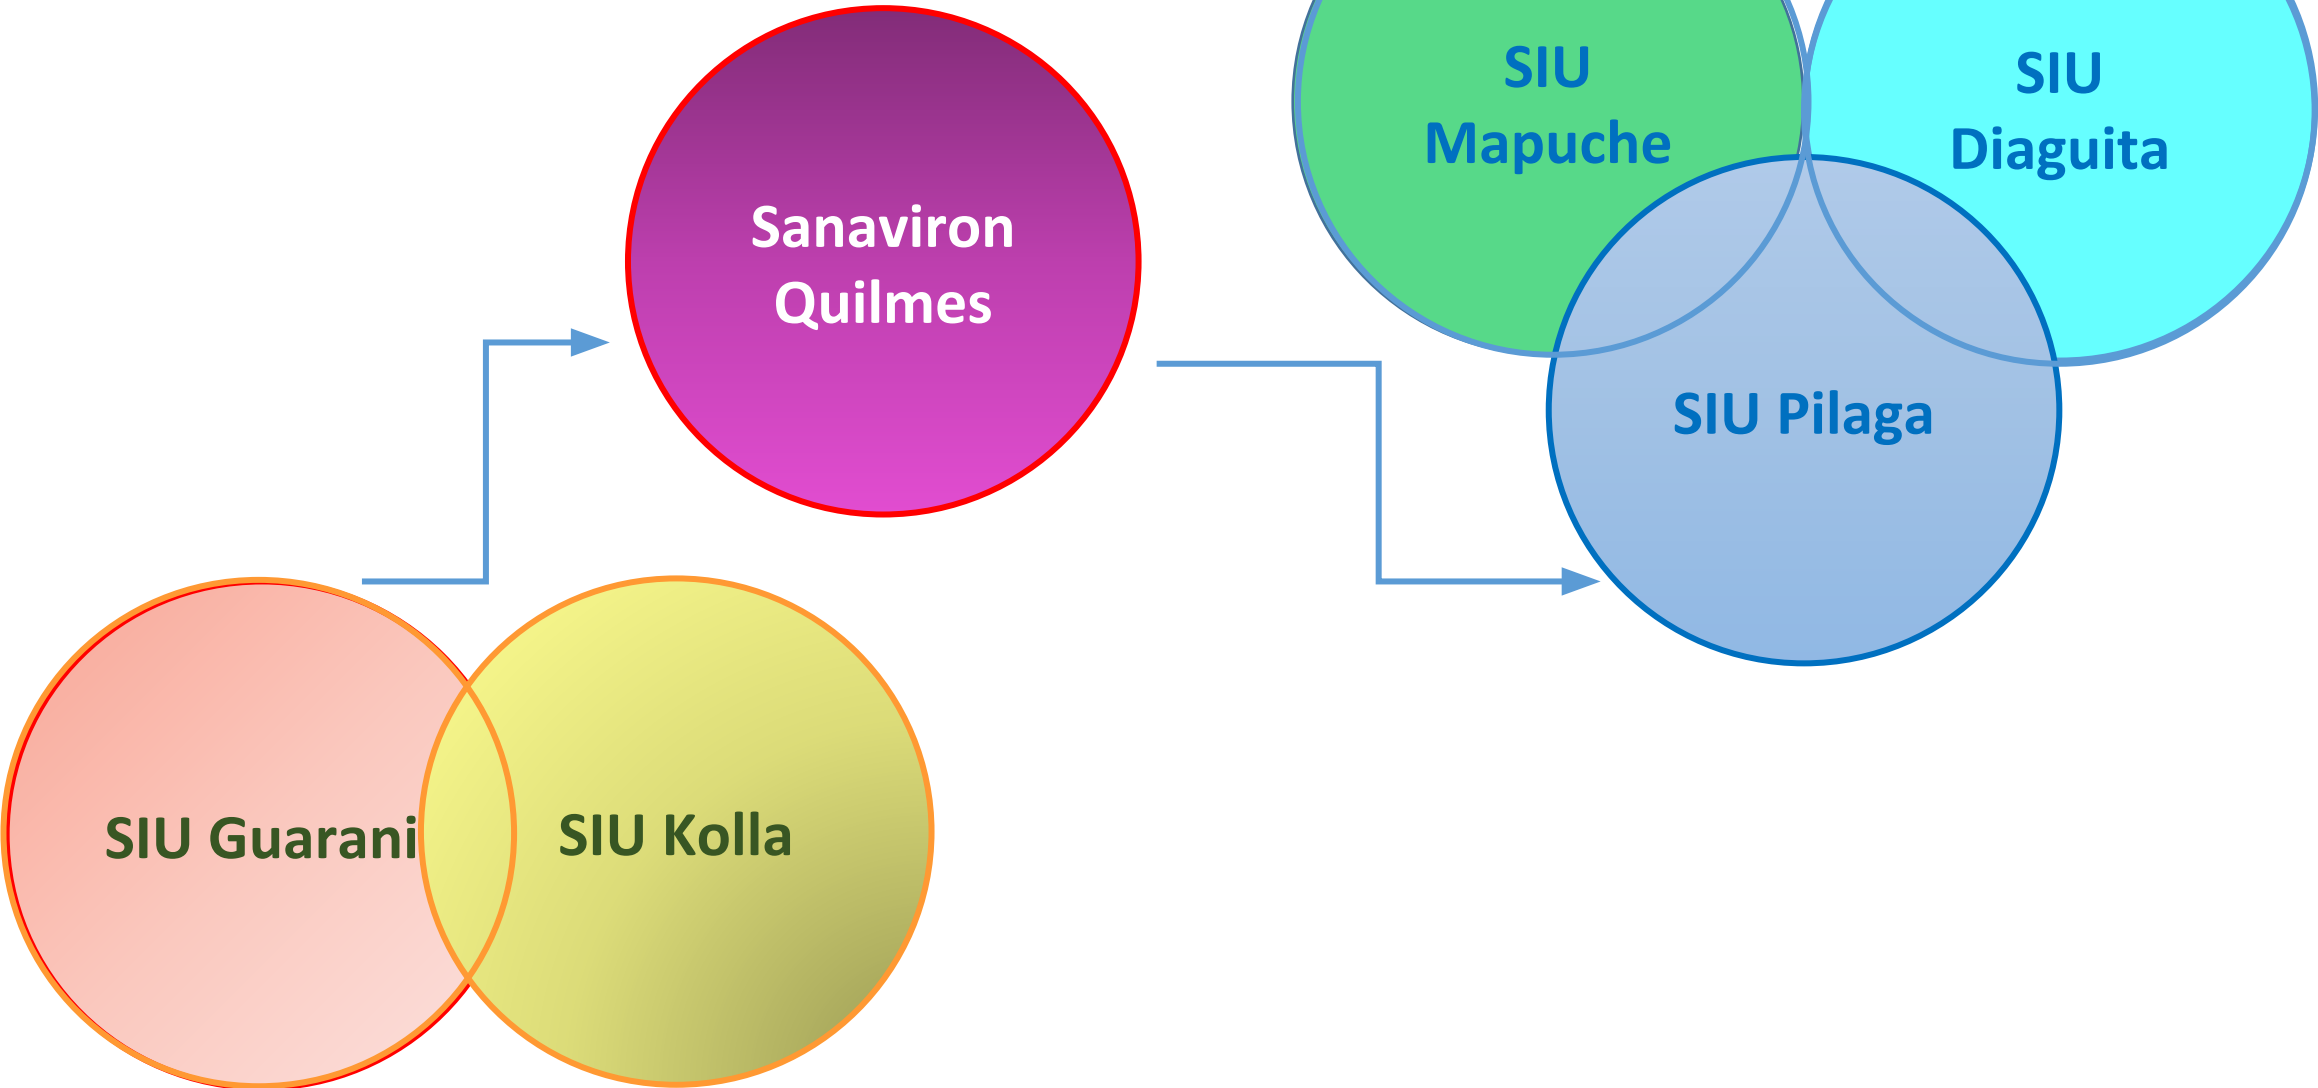 SIU
Mapuche
SIU
Diaguita
Sanaviron
Quilmes
SIU Pilaga
SIU Guarani
SIU Kolla